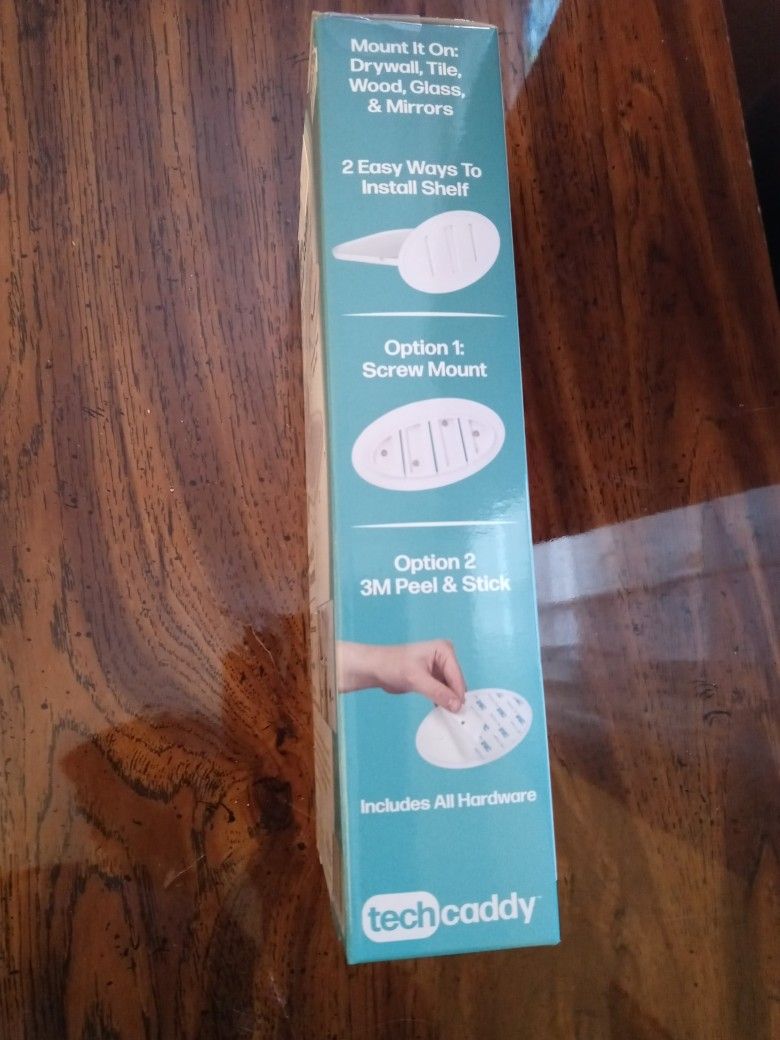 Mount It On:
Drywall, Tile,
Wood, Glass,
& Mirrors
2 Easy Ways To
Install Shelf
Option 1:
Screw Mount
Option 2
3M Peel & Stick
Includes All Hardware
techcaddy